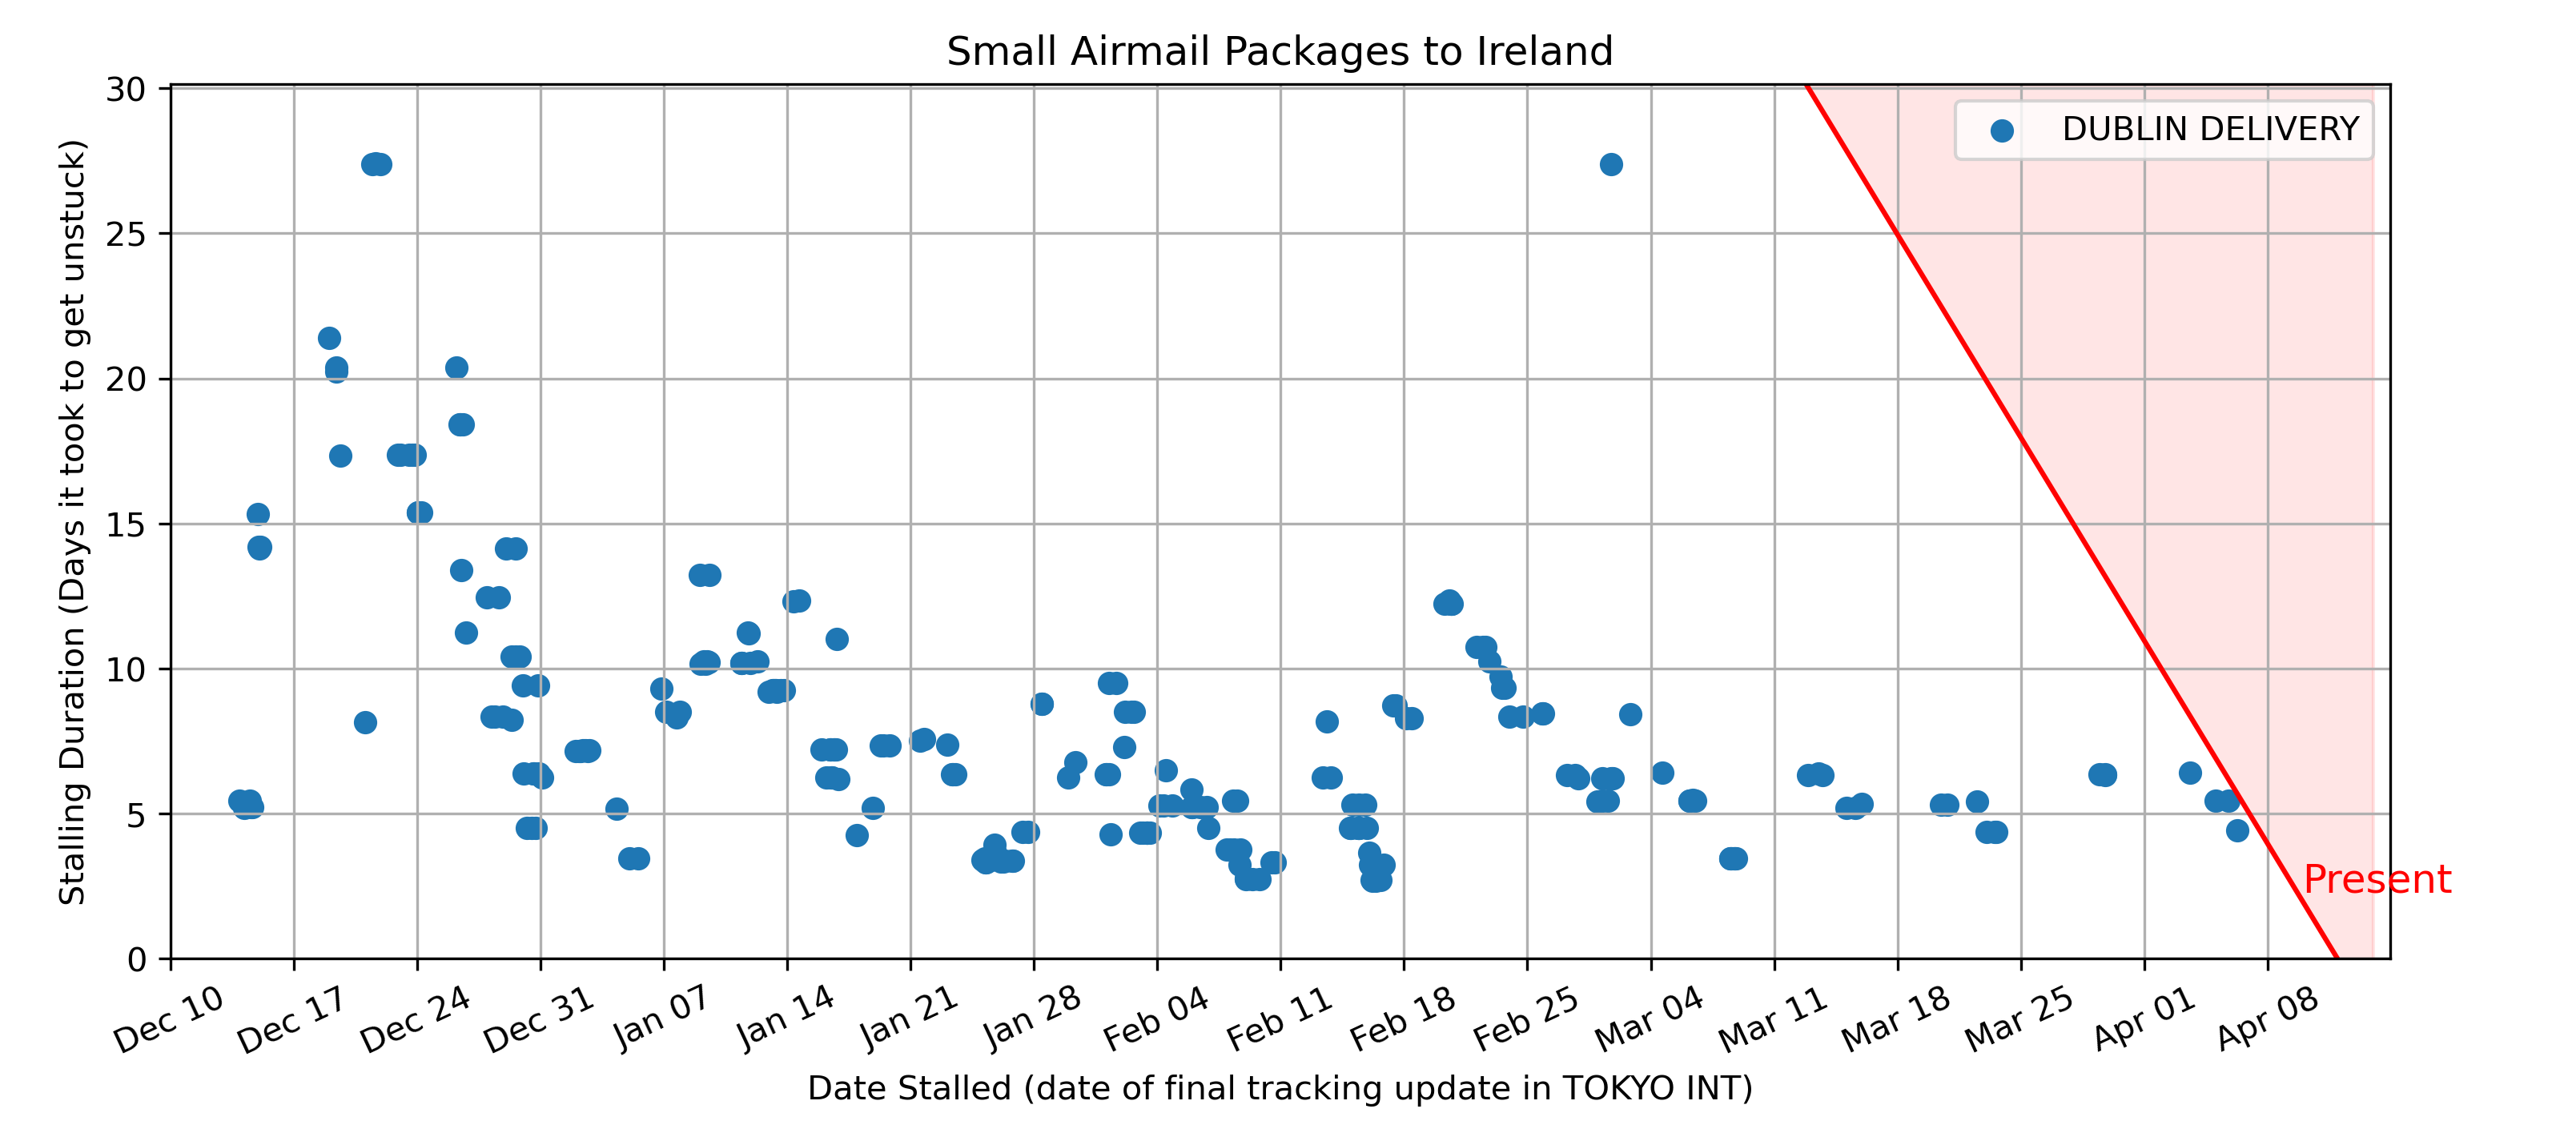 Small Airmail Packages to Ireland
DUBLIN DELIVERY
Stalling Duration (Days it took to get unstuck)
30
25
20
15
10
5
0
Present
Dec 10
Dec 17
Dec 24
Dec 31
Jan 07
Jan 14
Jan 21
Jan 28
Feb 04
Feb 11
Feb 18
Feb 25
Mar 04
Mar 11
Mar 18
Mar 25
Apr 01
Apr 08
Date Stalled (date of final tracking update in TOKYO INT)